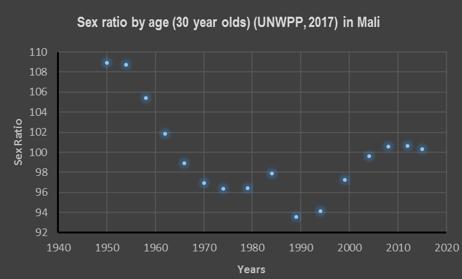 Sex ratio by age (30 year olds) (UNWPP, 2017) in Mali
110
108
106
104
102
100
98
96
94
92
Sex Ratio
1940 1950 1960 1970 1980 1990 2000 2010 2020
Years